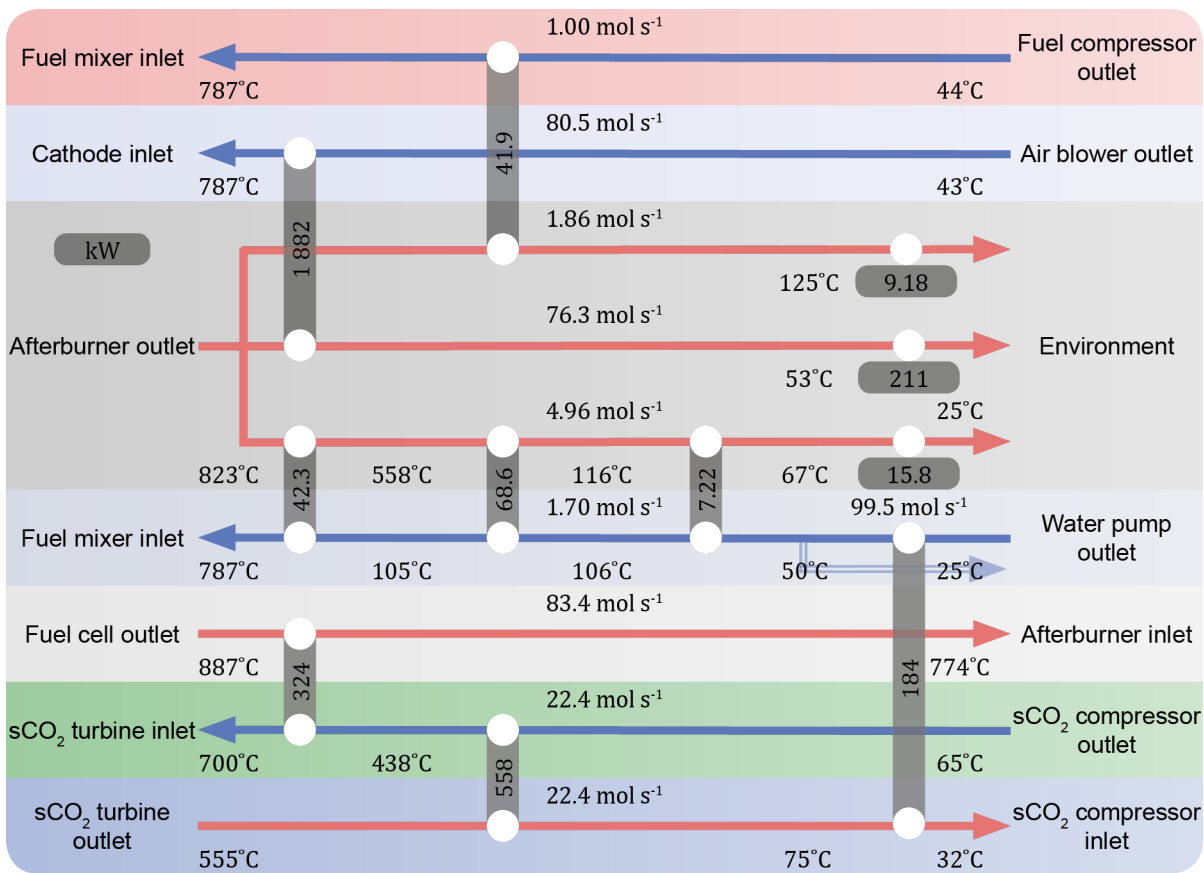 1.00 mol s⁻¹
Fuel mixer inlet
Fuel compressor
outlet
787°C
44°C
41.9
80.5 mol s⁻¹
Cathode inlet
Air blower outlet
787°C
43°C
1 882
1.86 mol s⁻¹
kW
125°C
9.18
76.3 mol s⁻¹
Afterburner outlet
Environment
53°C
211
4.96 mol s⁻¹
25°C
823°C
42.3
558°C
68.6
116°C
7.22
67°C
15.8
1.70 mol s⁻¹
99.5 mol s⁻¹
Fuel mixer inlet
Water pump
outlet
787°C
105°C
106°C
50°C
25°C
83.4 mol s⁻¹
Fuel cell outlet
Afterburner inlet
887°C
324
184
774°C
22.4 mol s⁻¹
sCO₂ turbine inlet
sCO₂ compressor
outlet
700°C
438°C
558
65°C
22.4 mol s⁻¹
sCO₂ turbine
outlet
sCO₂ compressor
inlet
555°C
75°C
32°C